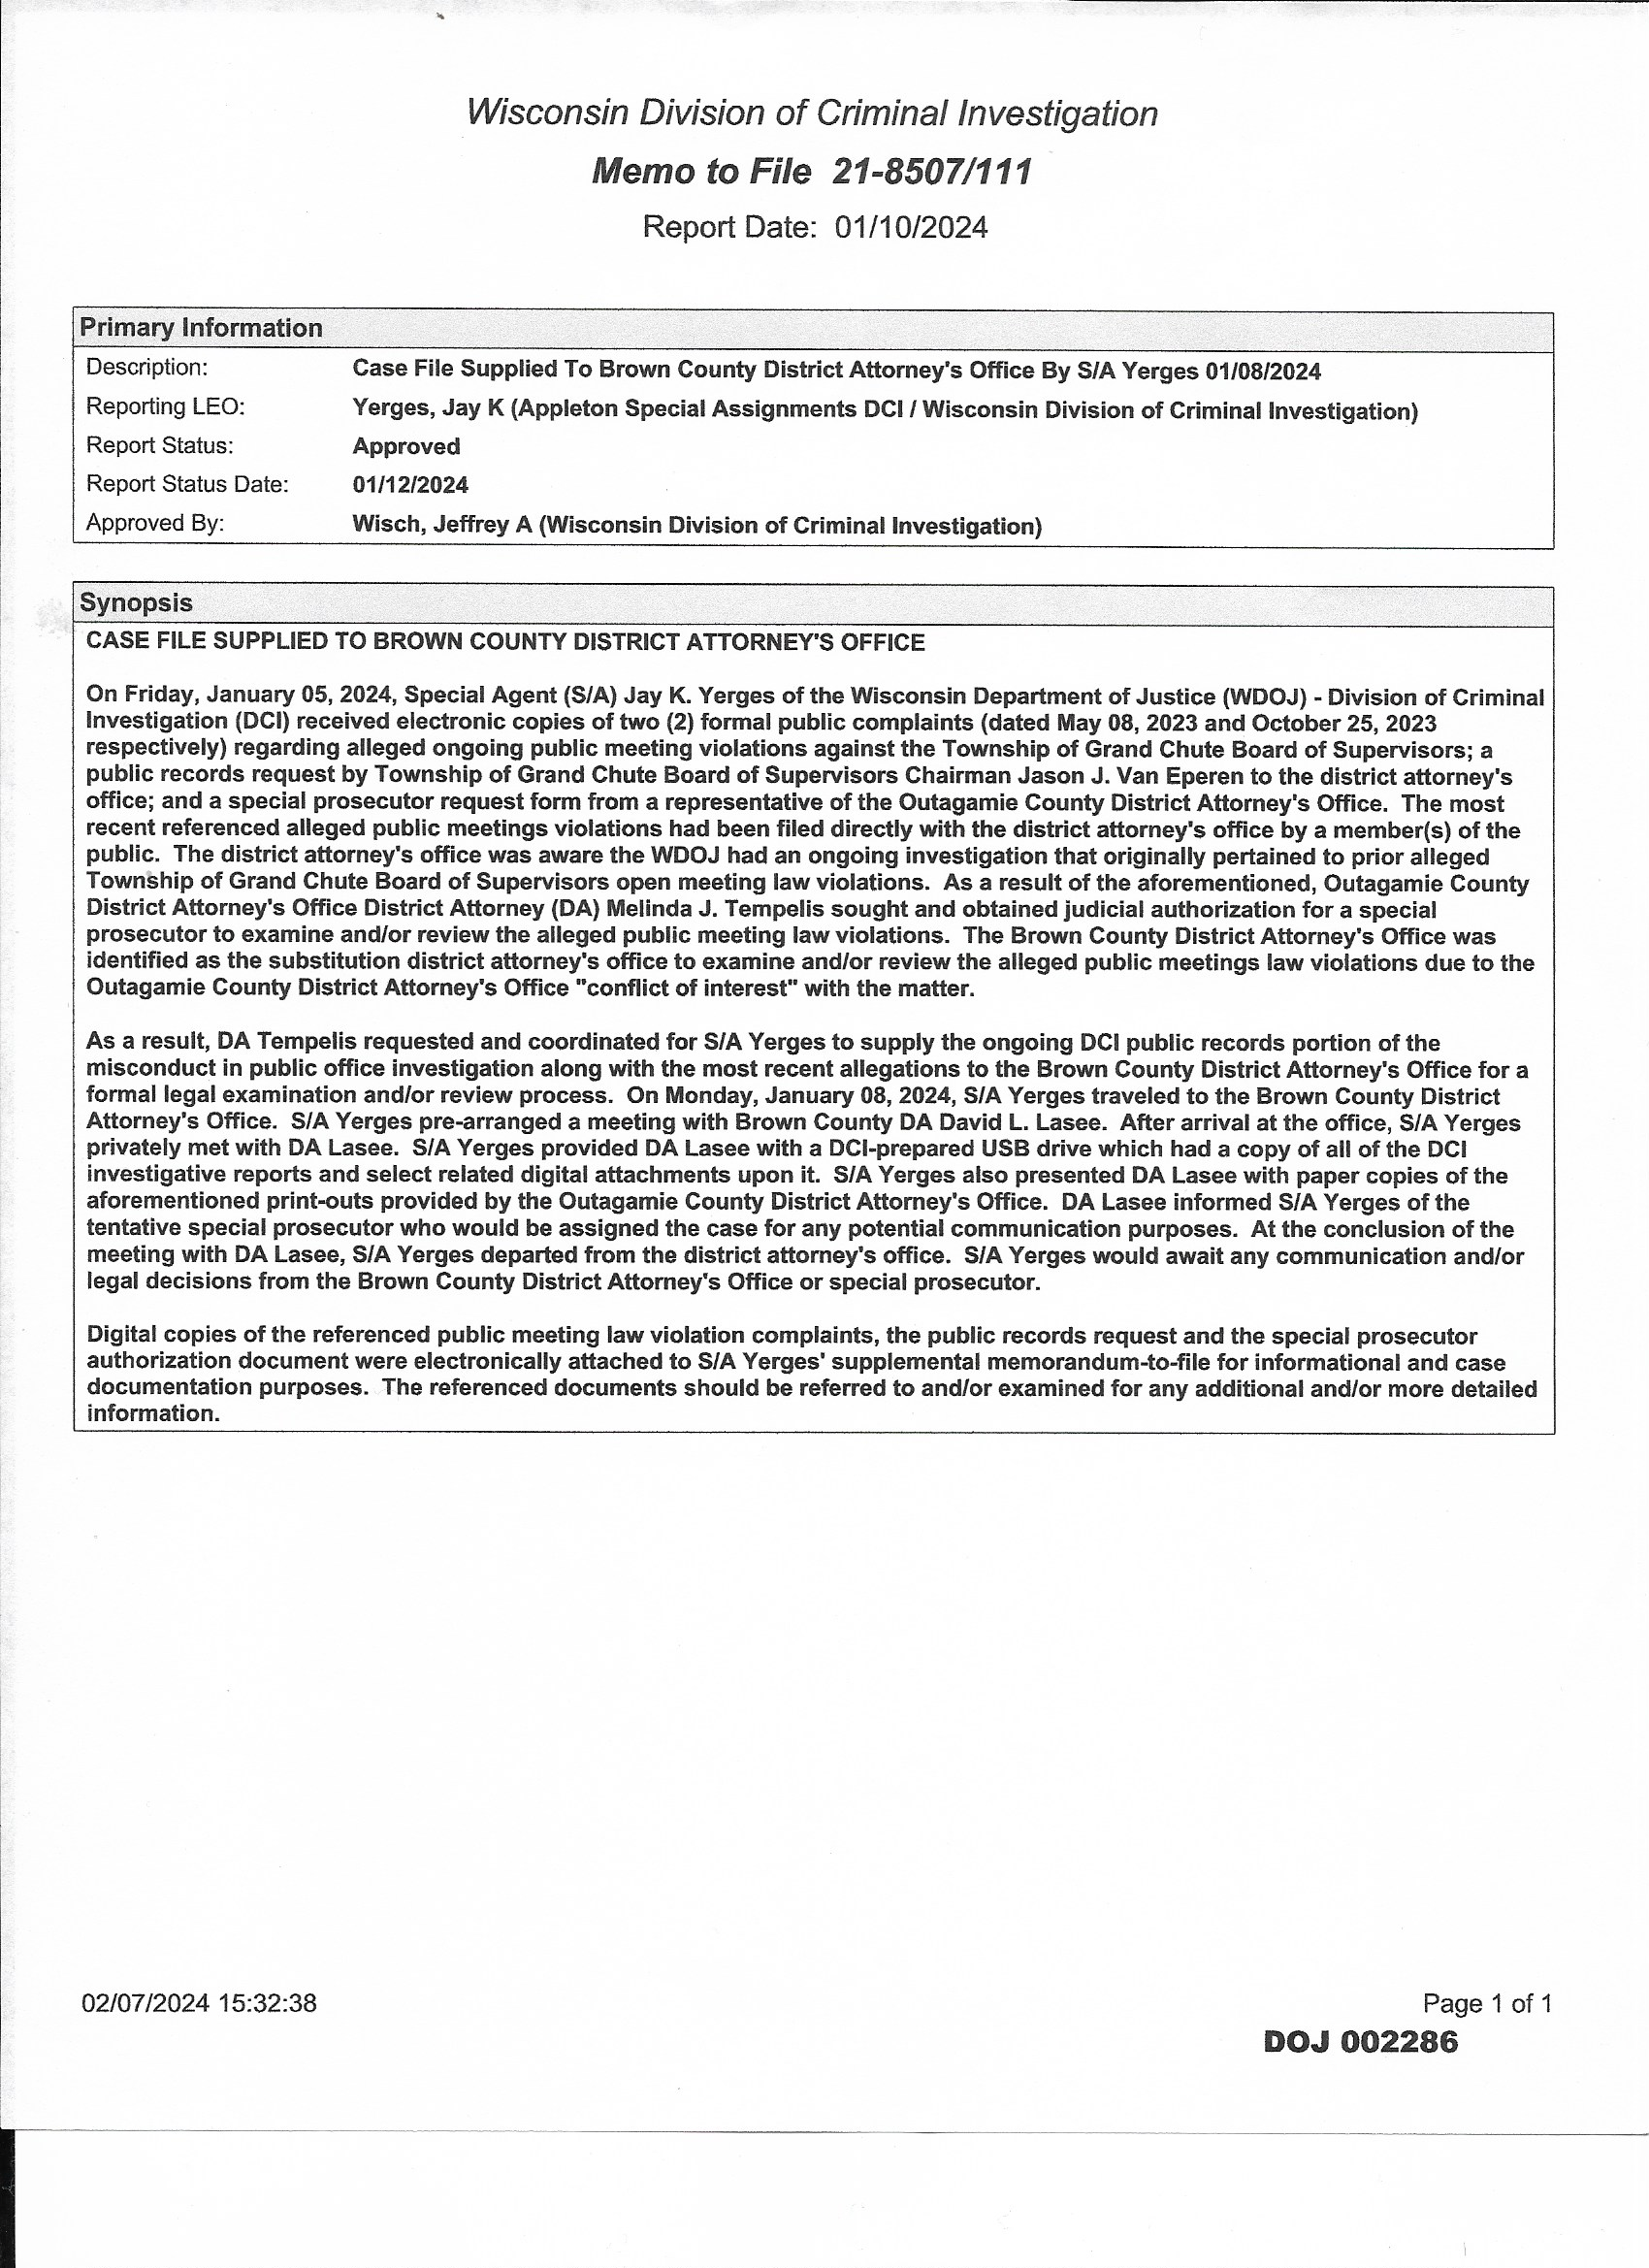 Wisconsin Division of Criminal Investigation
Memo to File 21-8507/111
Report Date: 01/10/2024
Primary Information
Description: Case File Supplied To Brown County District Attorney's Office By S/A Yerges 01/08/2024
Reporting LEO: Yerges, Jay K (Appleton Special Assignments DCI / Wisconsin Division of Criminal Investigation)
Report Status: Approved
Report Status Date: 01/12/2024
Approved By: Wisch, Jeffrey A (Wisconsin Division of Criminal Investigation)
Synopsis
CASE FILE SUPPLIED TO BROWN COUNTY DISTRICT ATTORNEY'S OFFICE
On Friday, January 05, 2024, Special Agent (S/A) Jay K. Yerges of the Wisconsin Department of Justice (WDOJ) - Division of Criminal
Investigation (DCI) received electronic copies of two (2) formal public complaints (dated May 08, 2023 and October 25, 2023
respectively) regarding alleged ongoing public meeting violations against the Township of Grand Chute Board of Supervisors; a
public records request by Township of Grand Chute Board of Supervisors Chairman Jason J. Van Eperen to the district attorney's
office; and a special prosecutor request form from a representative of the Outagamie County District Attorney's Office. The most
recent referenced alleged public meetings violations had been filed directly with the district attorney's office by a member(s) of the
public. The district attorney's office was aware the WDOJ had an ongoing investigation that originally pertained to prior alleged
Township of Grand Chute Board of Supervisors open meeting law violations. As a result of the aforementioned, Outagamie County
District Attorney's Office District Attorney (DA) Melinda J. Tempelis sought and obtained judicial authorization for a special
prosecutor to examine and/or review the alleged public meeting law violations. The Brown County District Attorney's Office was
identified as the substitution district attorney's office to examine and/or review the alleged public meetings law violations due to the
Outagamie County District Attorney's Office "conflict of interest" with the matter.
As a result, DA Tempelis requested and coordinated for S/A Yerges to supply the ongoing DCI public records portion of the
misconduct in public office investigation along with the most recent allegations to the Brown County District Attorney's Office for a
formal legal examination and/or review process. On Monday, January 08, 2024, S/A Yerges traveled to the Brown County District
Attorney's Office. S/A Yerges pre-arranged a meeting with Brown County DA David L. Lasee. After arrival at the office, S/A Yerges
privately met with DA Lasee. S/A Yerges provided DA Lasee with a DCI-prepared USB drive which had a copy of all of the DCI
investigative reports and select related digital attachments upon it. S/A Yerges also presented DA Lasee with paper copies of the
aforementioned print-outs provided by the Outagamie County District Attorney's Office. DA Lasee informed S/A Yerges of the
tentative special prosecutor who would be assigned the case for any potential communication purposes. At the conclusion of the
meeting with DA Lasee, S/A Yerges departed from the district attorney's office. S/A Yerges would await any communication and/or
legal decisions from the Brown County District Attorney's Office or special prosecutor.
Digital copies of the referenced public meeting law violation complaints, the public records request and the special prosecutor
authorization document were electronically attached to S/A Yerges' supplemental memorandum-to-file for informational and case
documentation purposes. The referenced documents should be referred to and/or examined for any additional and/or more detailed
information.
02/07/2024 15:32:38 Page 1 of 1
DOJ 002286